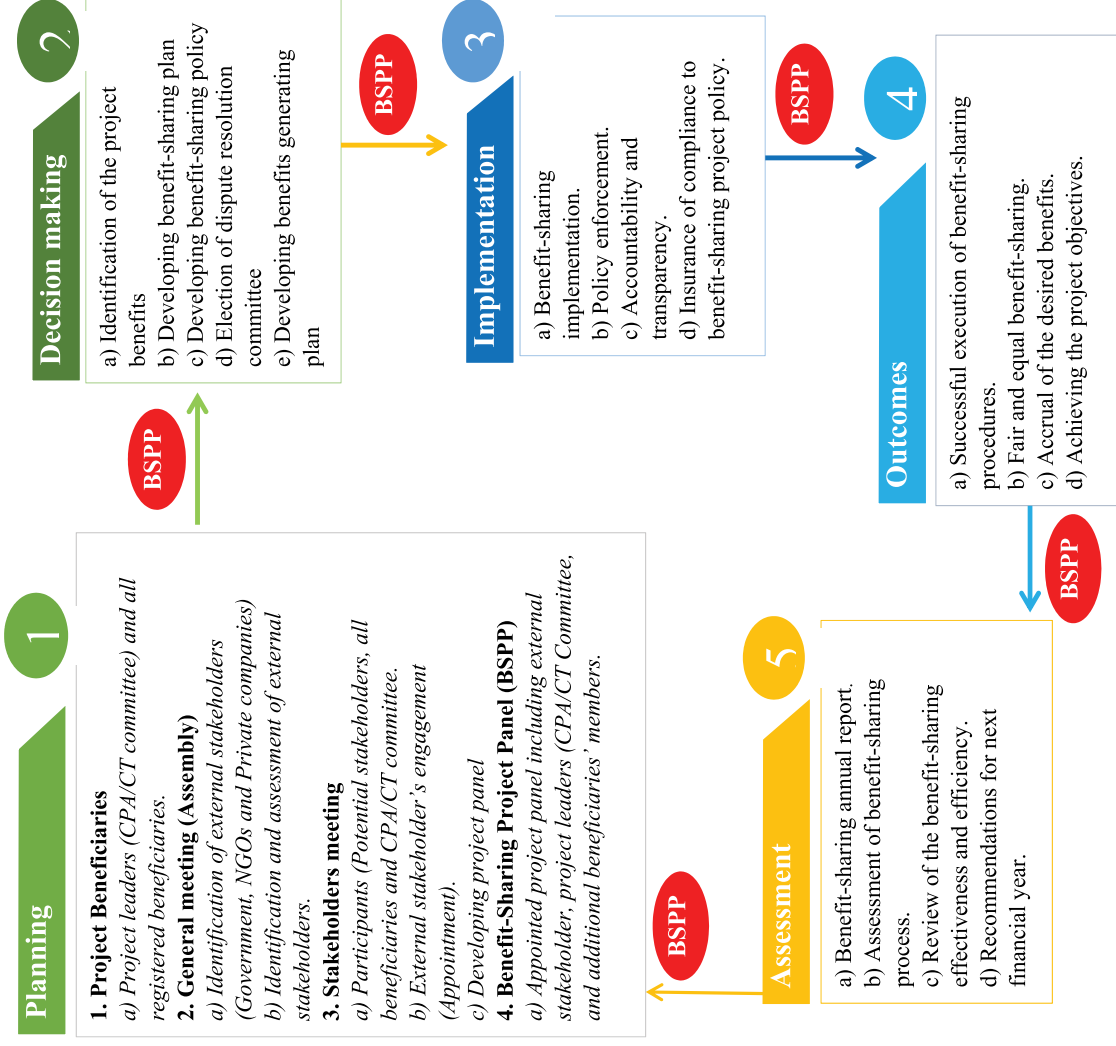 Planning
1
1. Project Beneficiaries
a) Project leaders (CPA/CT committee) and all
registered beneficiaries.
2. General meeting (Assembly)
a) Identification of external stakeholders
(Government, NGOs and Private companies)
b) Identification and assessment of external
stakeholders.
3. Stakeholders meeting
a) Participants (Potential stakeholders, all
beneficiaries and CPA/CT committee.
b) External stakeholder’s engagement
(Appointment).
c) Developing project panel
4. Benefit-Sharing Project Panel (BSPP)
a) Appointed project panel including external
stakeholder, project leaders (CPA/CT Committee,
and additional beneficiaries’ members.
BSPP
Decision making
2
a) Identification of the project
benefits
b) Developing benefit-sharing plan
c) Developing benefit-sharing policy
d) Election of dispute resolution
committee
e) Developing benefits generating
plan
BSPP
Implementation
3
a) Benefit-sharing
implementation.
b) Policy enforcement.
c) Accountability and
transparency.
d) Insurance of compliance to
benefit-sharing project policy.
BSPP
Outcomes
4
a) Successful execution of benefit-sharing
procedures.
b) Fair and equal benefit-sharing.
c) Accrual of the desired benefits.
d) Achieving the project objectives.
BSPP
Assessment
5
a) Benefit-sharing annual report.
b) Assessment of benefit-sharing
process.
c) Review of the benefit-sharing
effectiveness and efficiency.
d) Recommendations for next
financial year.
BSPP